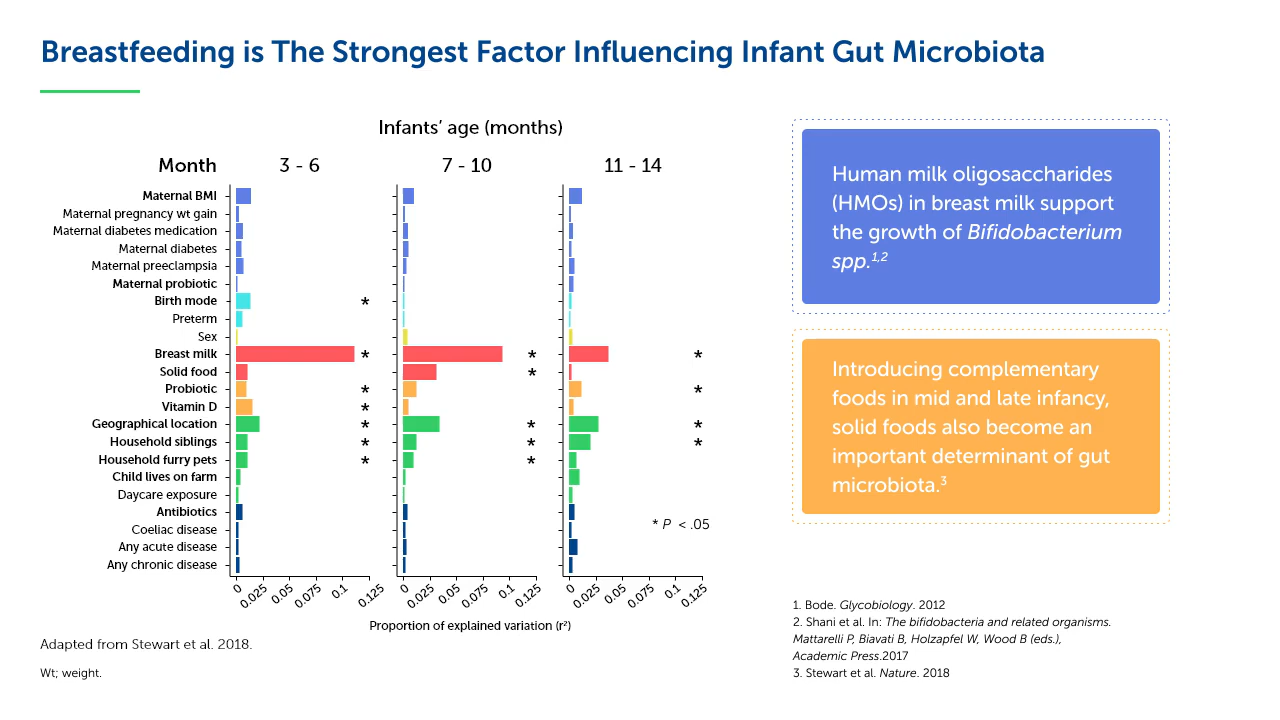 Breastfeeding is The Strongest Factor Influencing Infant Gut Microbiota
Infants’ age (months)
Month 3 - 6 7 - 10 11 - 14
Maternal BMI
Maternal pregnancy wt gain
Maternal diabetes medication
Maternal diabetes
Maternal preeclampsia
Maternal probiotic
Birth mode *
Preterm
Sex
Breast milk * * *
Solid food *
Probiotic * *
Vitamin D *
Geographical location * * *
Household siblings * * *
Household furry pets * *
Child lives on farm
Daycare exposure
Antibiotics
Coeliac disease
Any acute disease
Any chronic disease
* P < .05
0 0.025 0.05 0.075 0.1 0.125 0 0.025 0.05 0.075 0.1 0.125 0 0.025 0.05 0.075 0.1 0.125
Proportion of explained variation (r²)
Adapted from Stewart et al. 2018.
Wt; weight.
Human milk oligosaccharides
(HMOs) in breast milk support
the growth of Bifidobacterium
spp.1,2
Introducing complementary
foods in mid and late infancy,
solid foods also become an
important determinant of gut
microbiota.3
1. Bode. Glycobiology. 2012
2. Shani et al. In: The bifidobacteria and related organisms.
Mattarelli P, Biavati B, Holzapfel W, Wood B (eds.),
Academic Press.2017
3. Stewart et al. Nature. 2018